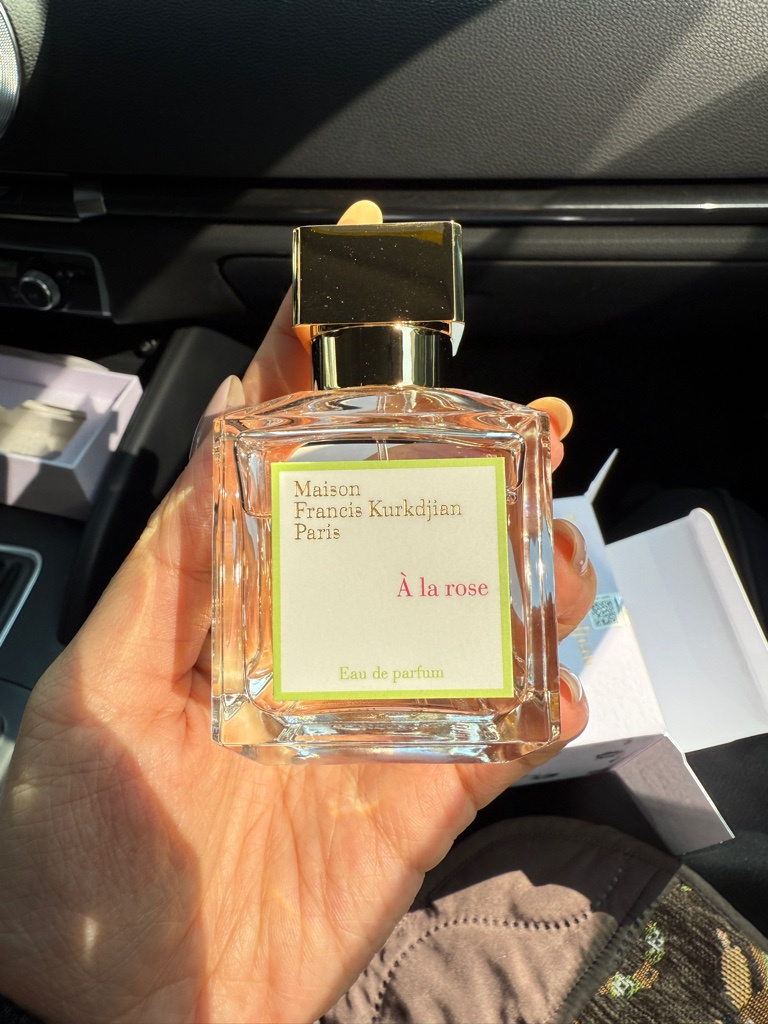 Maison
Francis Kurkdjian
Paris
À la rose
Eau de parfum